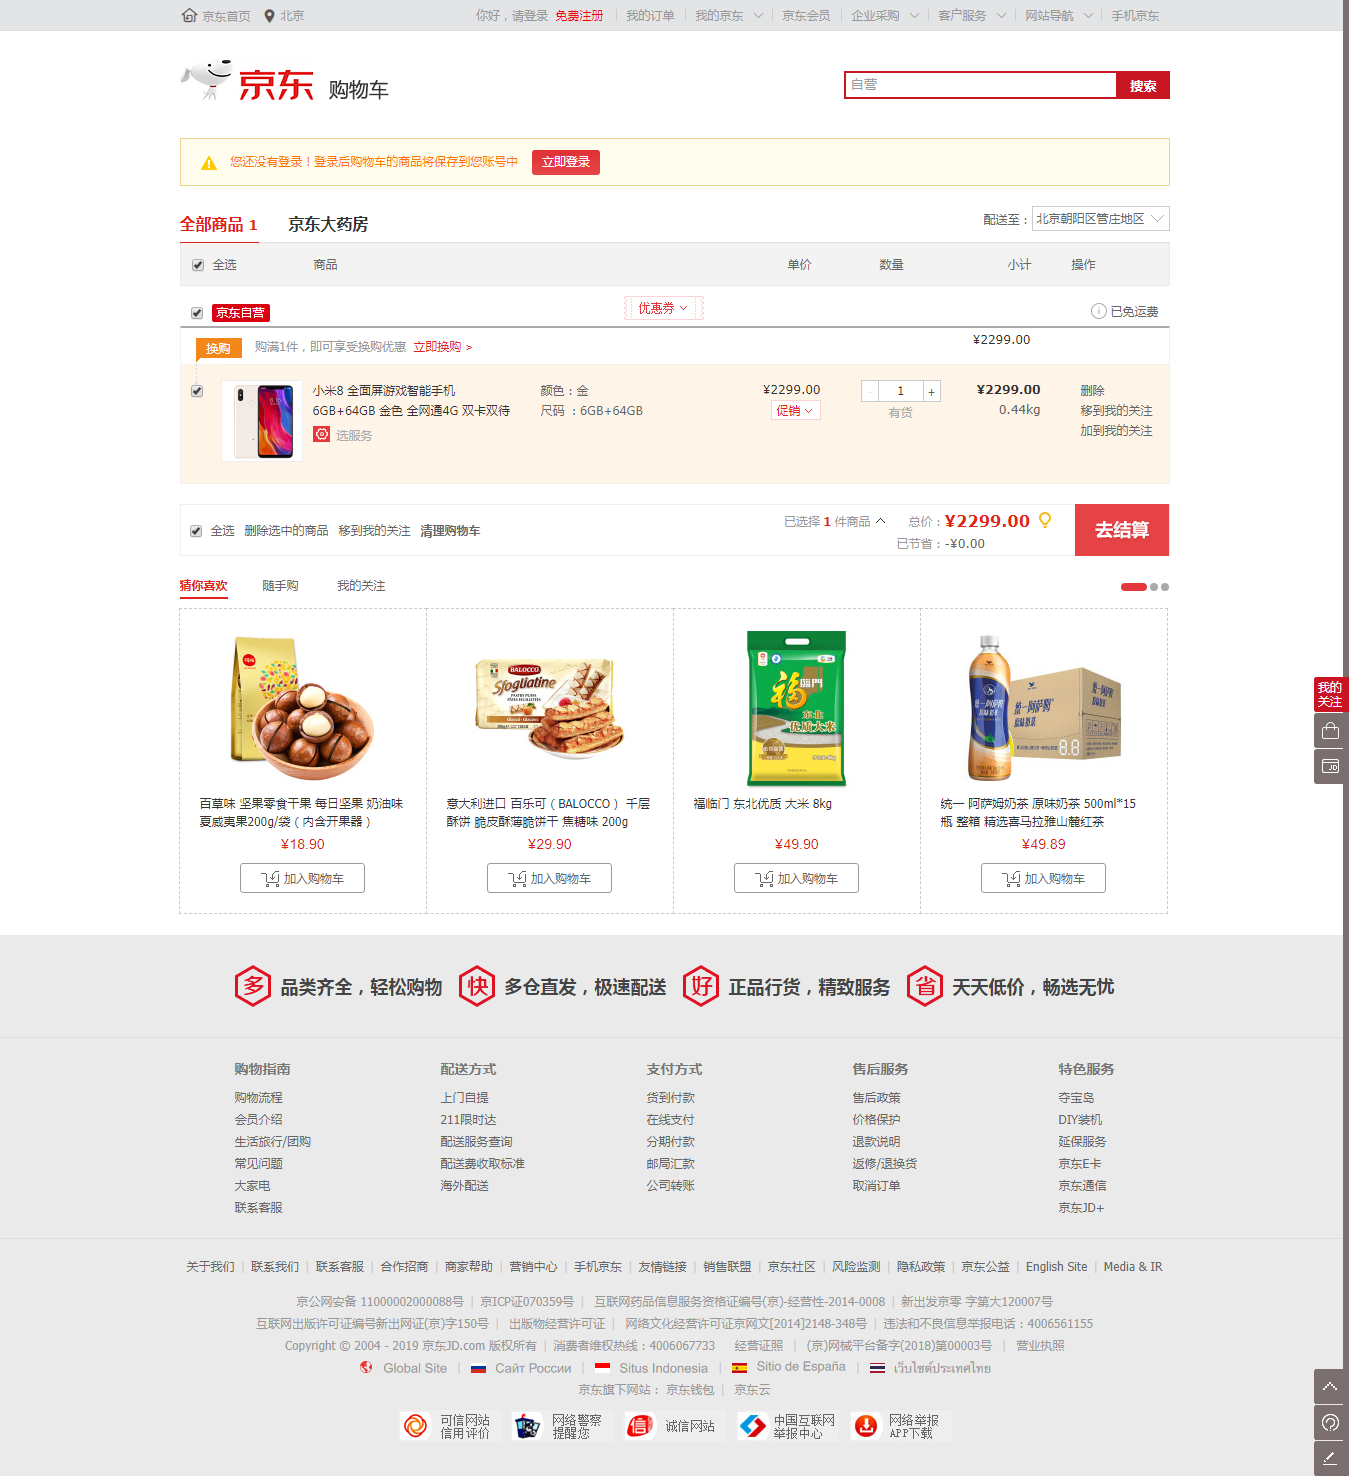 京东首页 北京 你好，请登录 免费注册 我的订单 我的京东 京东会员 企业采购 客户服务 网站导航 手机京东
京东 购物车 自营 搜索
您还没有登录！登录后购物车的商品将保存到您账号中 立即登录
全部商品 1 京东大药房 配送至： 北京朝阳区管庄地区
全选 商品 单价 数量 小计 操作
京东自营 优惠券 已免运费
换购 购满1件，即可享受换购优惠 立即换购 > ¥2299.00
小米8 全面屏游戏智能手机 颜色：金 ¥2299.00 - 1 + ¥2299.00 删除
6GB+64GB 金色 全网通4G 双卡双待 尺码 ：6GB+64GB 促销 有货 0.44kg 移到我的关注
选服务 加到我的关注
全选 删除选中的商品 移到我的关注 清理购物车 已选择 1 件商品 总价：¥2299.00 去结算
已节省：-¥0.00
猜你喜欢 随手购 我的关注
百草味 坚果零食干果 每日坚果 奶油味
夏威夷果200g/袋（内含开果器）
¥18.90
加入购物车
BALOCCO
Sfogliatine
意大利进口 百乐可（BALOCCO） 千层
酥饼 脆皮酥薄脆饼干 焦糖味 200g
¥29.90
加入购物车
福临門
东北
优质大米
福临门 东北优质 大米 8kg
¥49.90
加入购物车
统一阿萨姆
原味奶茶
8.8
统一 阿萨姆奶茶 原味奶茶 500ml*15
瓶 整箱 精选喜马拉雅山麓红茶
¥49.89
加入购物车
我的
关注
JD
多 品类齐全，轻松购物 快 多仓直发，极速配送 好 正品行货，精致服务 省 天天低价，畅选无忧
购物指南 配送方式 支付方式 售后服务 特色服务
购物流程 上门自提 货到付款 售后政策 夺宝岛
会员介绍 211限时达 在线支付 价格保护 DIY装机
生活旅行/团购 配送服务查询 分期付款 退款说明 延保服务
常见问题 配送费收取标准 邮局汇款 返修/退换货 京东E卡
大家电 海外配送 公司转账 取消订单 京东通信
联系客服 京东JD+
关于我们 | 联系我们 | 联系客服 | 合作招商 | 商家帮助 | 营销中心 | 手机京东 | 友情链接 | 销售联盟 | 京东社区 | 风险监测 | 隐私政策 | 京东公益 | English Site | Media & IR
京公网安备 11000002000088号 | 京ICP证070359号 | 互联网药品信息服务资格证编号(京)-经营性-2014-0008 | 新出发京零 字第大120007号
互联网出版许可证编号新出网证(京)字150号 | 出版物经营许可证 | 网络文化经营许可证京网文[2014]2148-348号 | 违法和不良信息举报电话：4006561155
Copyright © 2004 - 2019 京东JD.com 版权所有 | 消费者维权热线：4006067733 经营证照 | (京)网械平台备字(2018)第00003号 | 营业执照
Global Site | Сайт России | Situs Indonesia | Sitio de España | เว็บไซต์ประเทศไทย
京东旗下网站： 京东钱包 | 京东云
可信网站
信用评价
网络警察
提醒您
诚信网站
中国互联网
举报中心
网络举报
APP下载